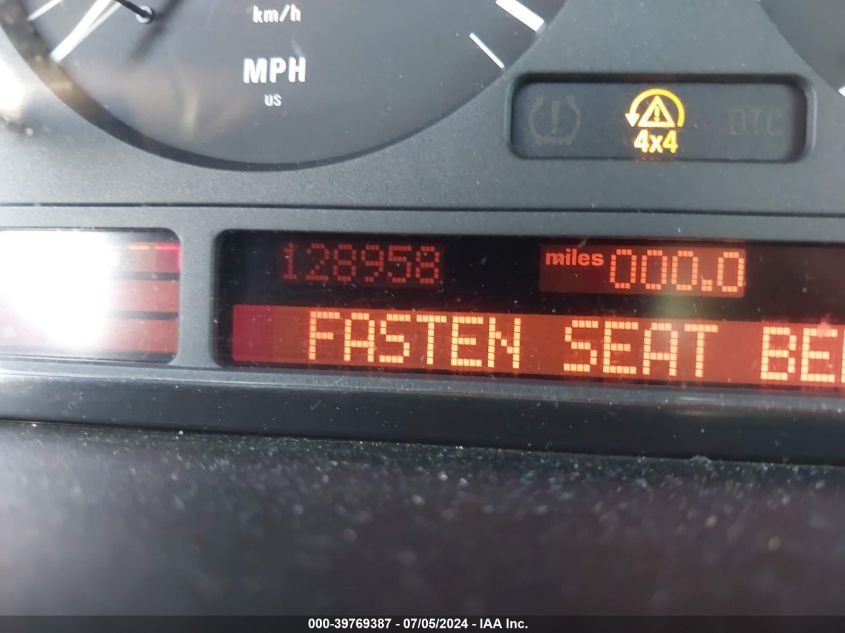 km/h
MPH
US
4x4
DTC
128958 miles 000.0
FASTEN SEAT BE
000-39769387 - 07/05/2024 - IAA Inc.